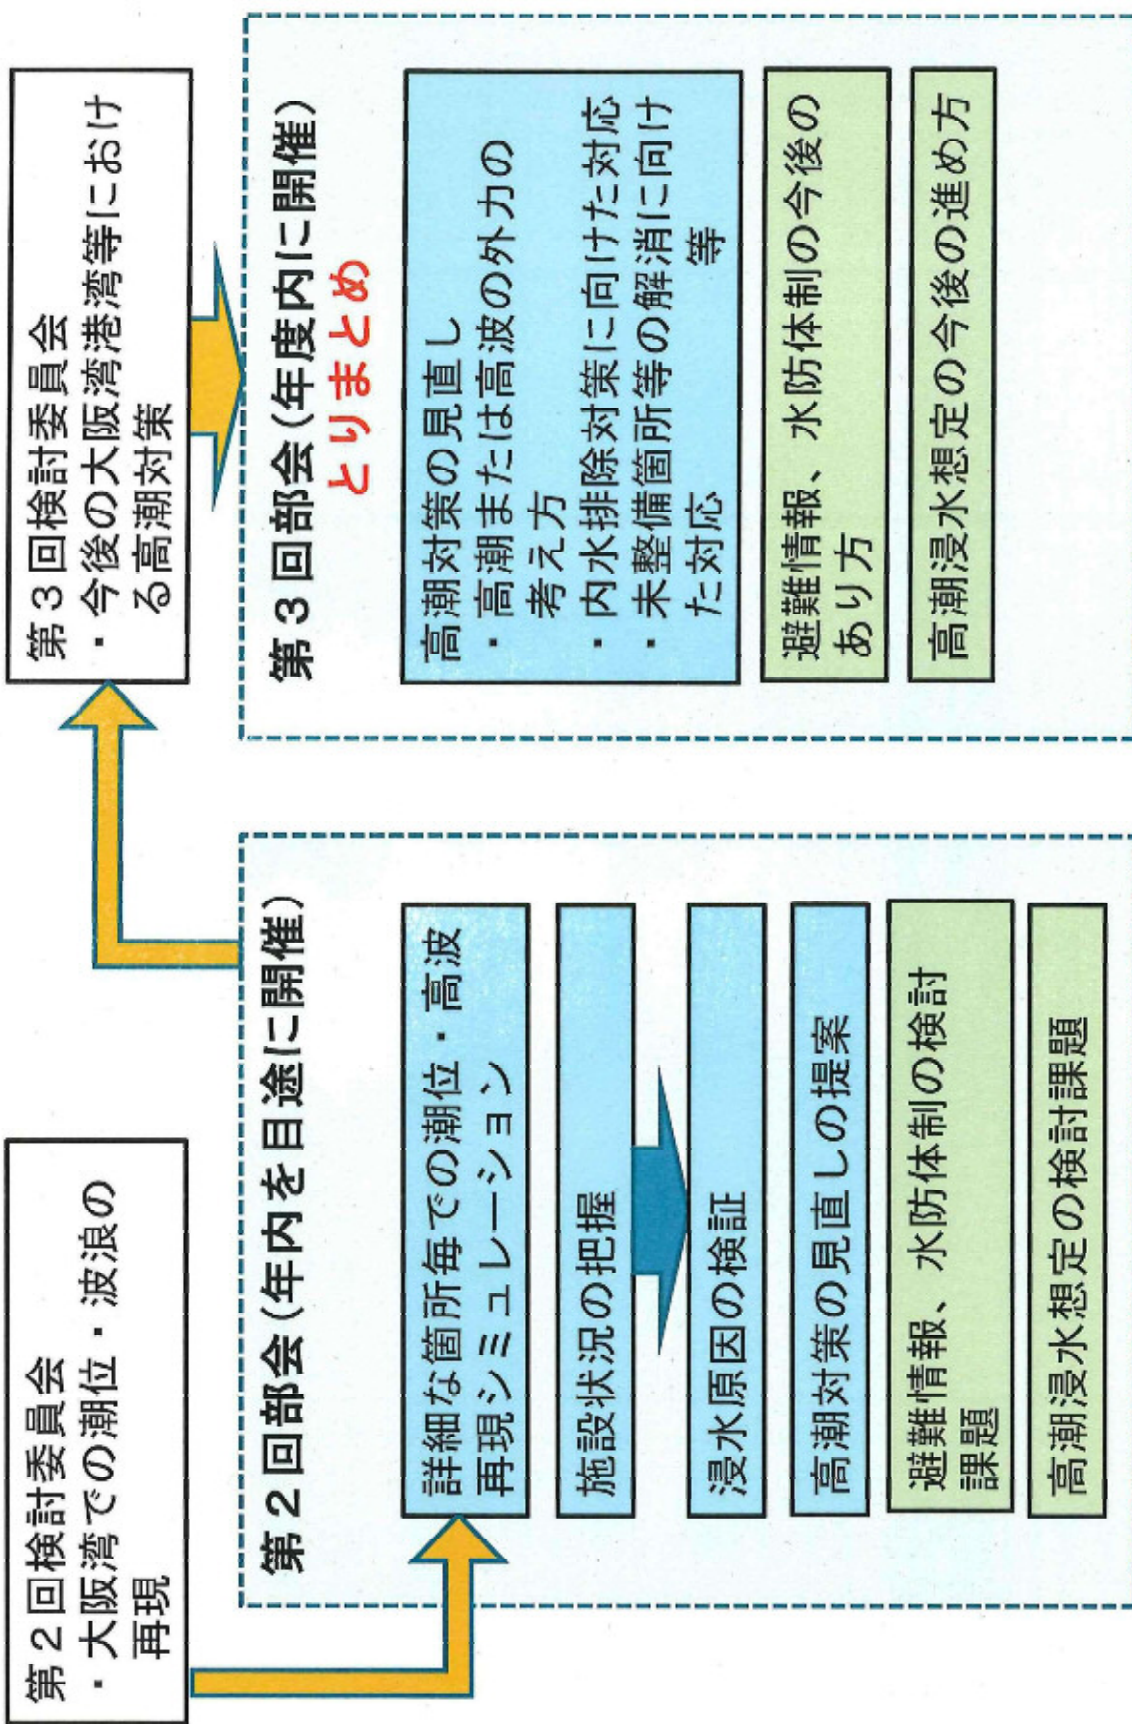 第２回検討委員会
・大阪湾での潮位・波浪の
再現
第２回部会（年内を目途に開催）
詳細な箇所毎での潮位・高波
再現シミュレーション
施設状況の把握
浸水原因の検証
高潮対策の見直しの提案
避難情報、水防体制の検討
課題
高潮浸水想定の検討課題
第３回検討委員会
・今後の大阪湾港湾等におけ
る高潮対策
第３回部会（年度内に開催）
とりまとめ
高潮対策の見直し
・高潮または高波の外力の
考え方
・内水排除対策に向けた対応
・未整備箇所等の解消に向け
た対応　　　　　　等
避難情報、水防体制の今後の
あり方
高潮浸水想定の今後の進め方